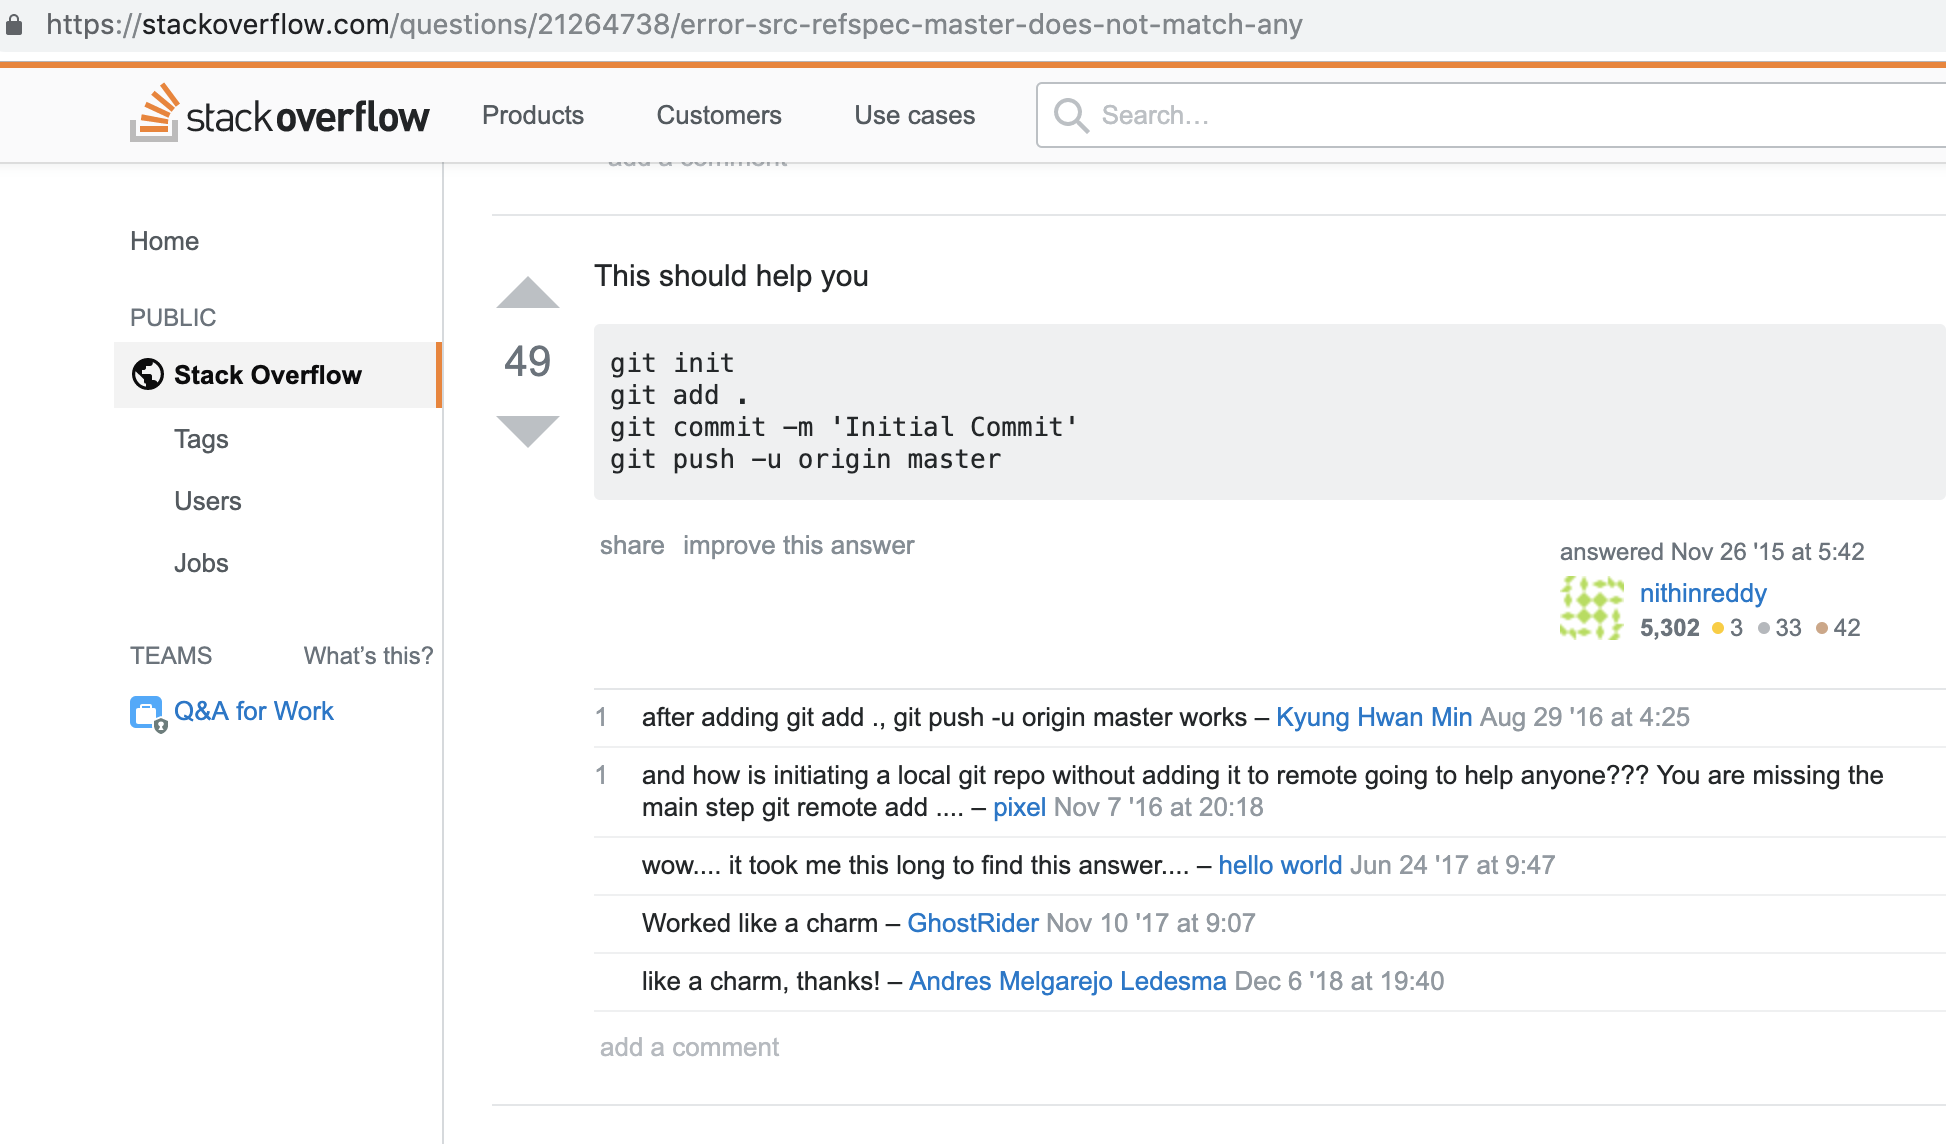 https://stackoverflow.com/questions/21264738/error-src-refspec-master-does-not-match-any
stackoverflow Products Customers Use cases Search…
add a comment
Home
PUBLIC
Stack Overflow
Tags
Users
Jobs
TEAMS What's this?
Q&A for Work
This should help you
49
git init
git add .
git commit -m 'Initial Commit'
git push -u origin master
share improve this answer
answered Nov 26 '15 at 5:42
nithinreddy
5,302 3 33 42
1 after adding git add ., git push -u origin master works – Kyung Hwan Min Aug 29 '16 at 4:25
1 and how is initiating a local git repo without adding it to remote going to help anyone??? You are missing the
main step git remote add .... – pixel Nov 7 '16 at 20:18
wow.... it took me this long to find this answer.... – hello world Jun 24 '17 at 9:47
Worked like a charm – GhostRider Nov 10 '17 at 9:07
like a charm, thanks! – Andres Melgarejo Ledesma Dec 6 '18 at 19:40
add a comment